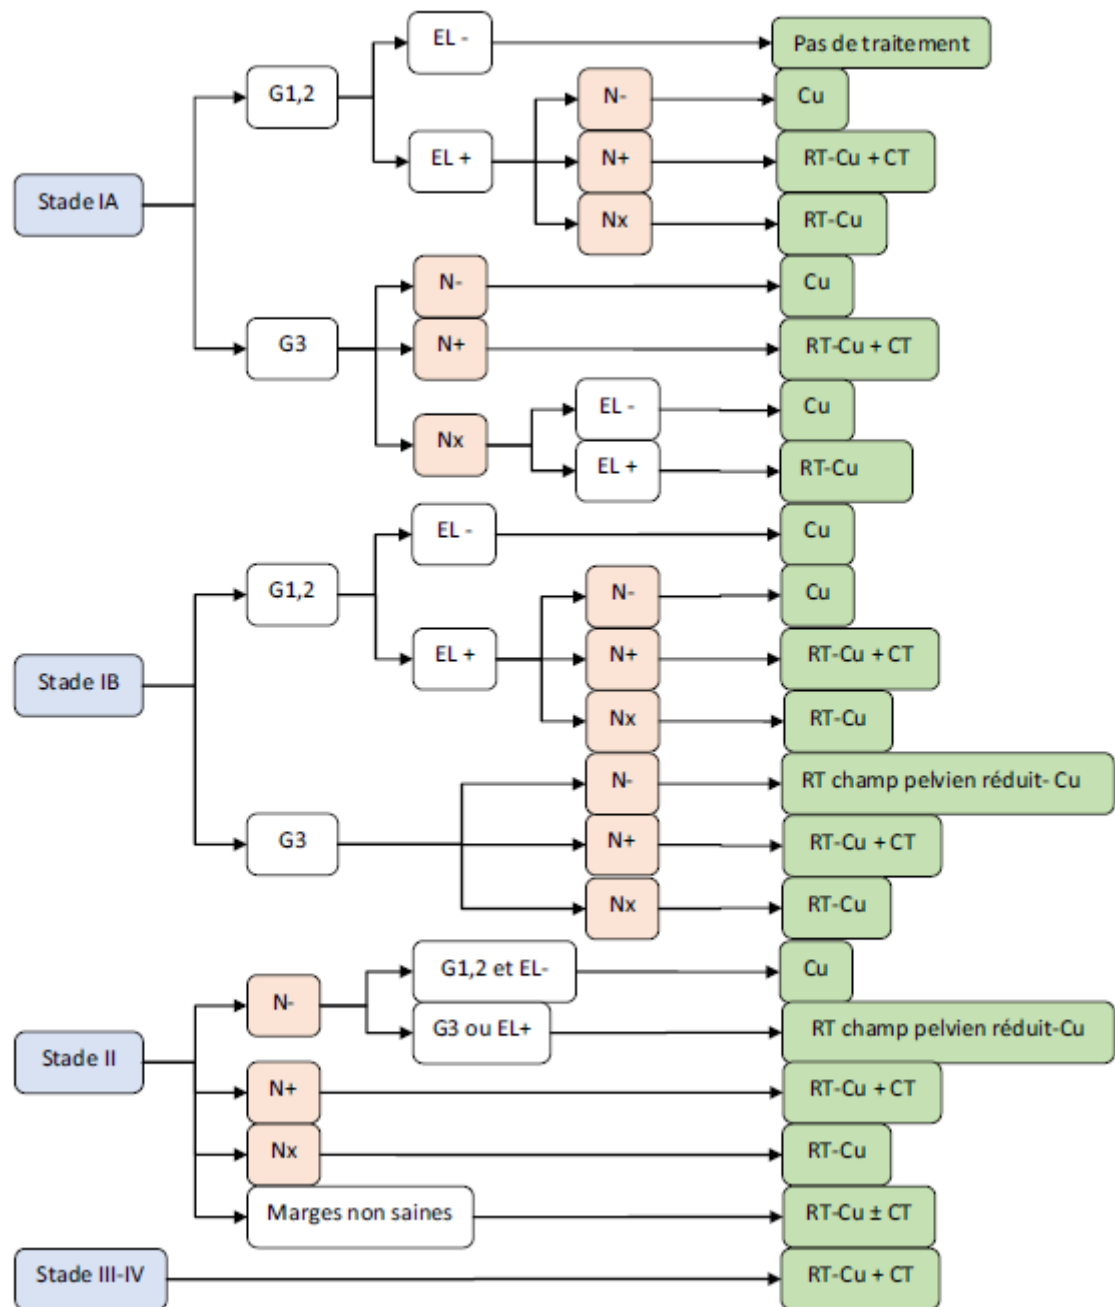 EL -
Pas de traitement
G1,2
N-
Cu
EL +
N+
RT-Cu + CT
Stade IA
Nx
RT-Cu
N-
Cu
G3
N+
RT-Cu + CT
EL -
Cu
Nx
EL +
RT-Cu
EL -
Cu
G1,2
N-
Cu
EL +
N+
RT-Cu + CT
Stade IB
Nx
RT-Cu
N-
RT champ pelvien réduit- Cu
G3
N+
RT-Cu + CT
Nx
RT-Cu
G1,2 et EL-
Cu
N-
G3 ou EL+
RT champ pelvien réduit-Cu
Stade II
N+
RT-Cu + CT
Nx
RT-Cu
Marges non saines
RT-Cu ± CT
Stade III-IV
RT-Cu + CT